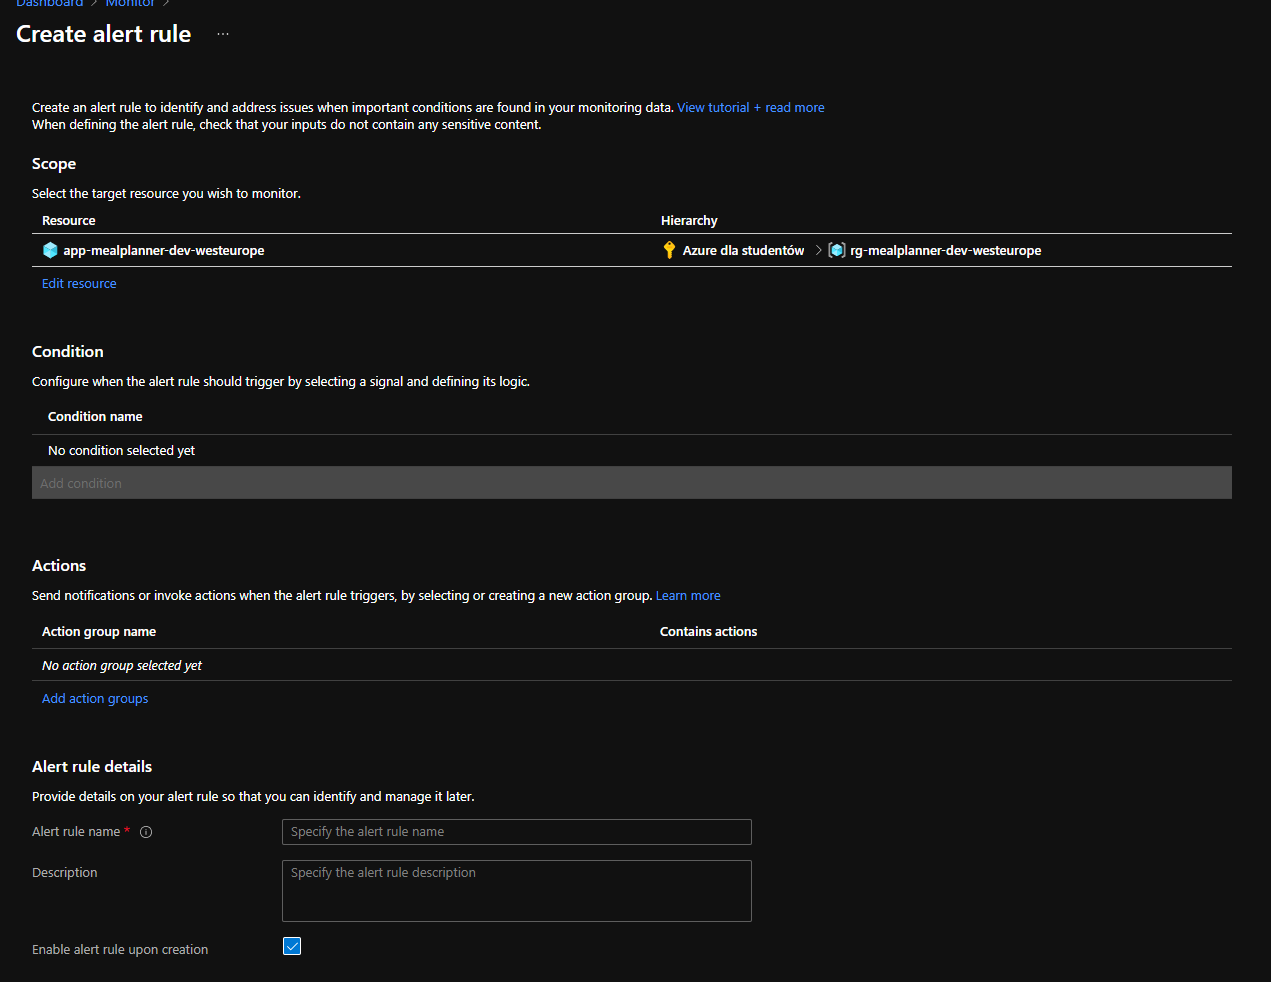 Dashboard > Monitor >
Create alert rule ...
Create an alert rule to identify and address issues when important conditions are found in your monitoring data. View tutorial + read more
When defining the alert rule, check that your inputs do not contain any sensitive content.
Scope
Select the target resource you wish to monitor.
Resource Hierarchy
app-mealplanner-dev-westeurope Azure dla studentów > rg-mealplanner-dev-westeurope
Edit resource
Condition
Configure when the alert rule should trigger by selecting a signal and defining its logic.
Condition name
No condition selected yet
Add condition
Actions
Send notifications or invoke actions when the alert rule triggers, by selecting or creating a new action group. Learn more
Action group name Contains actions
No action group selected yet
Add action groups
Alert rule details
Provide details on your alert rule so that you can identify and manage it later.
Alert rule name * Specify the alert rule name
Description Specify the alert rule description
Enable alert rule upon creation